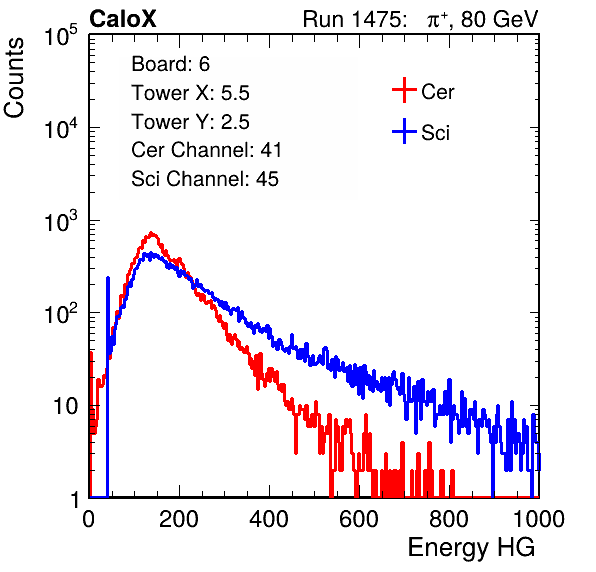 CaloX Run 1475: π⁺, 80 GeV
Counts
Board: 6
Tower X: 5.5
Tower Y: 2.5
Cer Channel: 41
Sci Channel: 45
Cer
Sci
10⁵
10⁴
10³
10²
10
1
0 200 400 600 800 1000
Energy HG